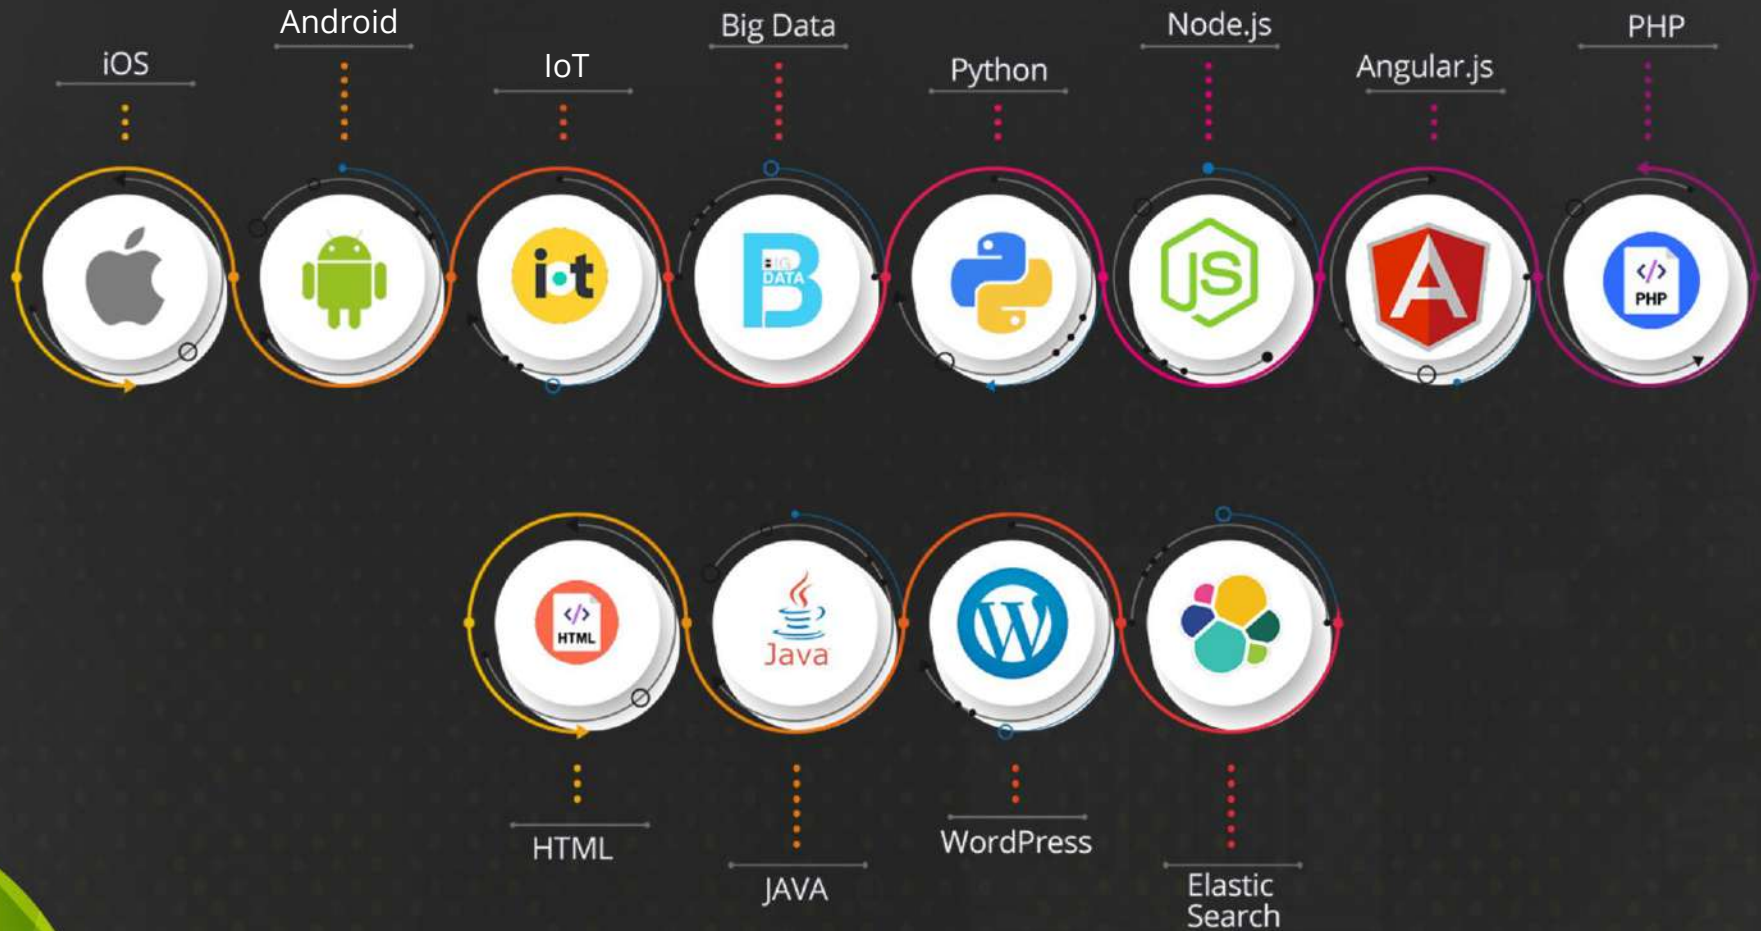 iOS
Android
IoT
Big Data
Python
Node.js
Angular.js
PHP
iot
BIG
DATA
JS
A
</>
PHP
</>
HTML
Java
W
HTML
JAVA
WordPress
Elastic
Search